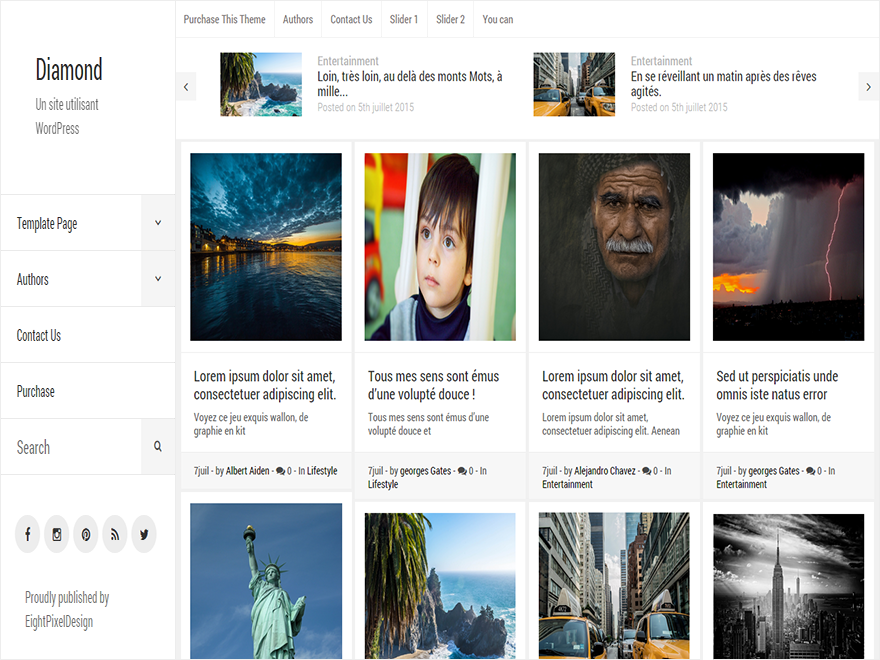 Diamond
Un site utilisant
WordPress
Template Page
Authors
Contact Us
Purchase
Search
Proudly published by
EightPixelDesign
Purchase This Theme
Authors
Contact Us
Slider 1
Slider 2
You can
Entertainment
Loin, très loin, au delà des monts Mots, à
mille...
Posted on 5th juillet 2015
Entertainment
En se réveillant un matin après des rêves
agités.
Posted on 5th juillet 2015
Lorem ipsum dolor sit amet,
consectetuer adipiscing elit.
Voyez ce jeu exquis wallon, de
graphie en kit
7juil - by Albert Aiden - 0 - In Lifestyle
Tous mes sens sont émus
d'une volupté douce !
Tous mes sens sont émus d'une
volupté douce et
7juil - by georges Gates - 0 - In
Lifestyle
Lorem ipsum dolor sit amet,
consectetuer adipiscing elit.
Lorem ipsum dolor sit amet,
consectetuer adipiscing elit. Aenean
7juil - by Alejandro Chavez - 0 - In
Entertainment
Sed ut perspiciatis unde
omnis iste natus error
Voyez ce jeu exquis wallon, de
graphie en kit
7juil - by georges Gates - 0 - In
Entertainment